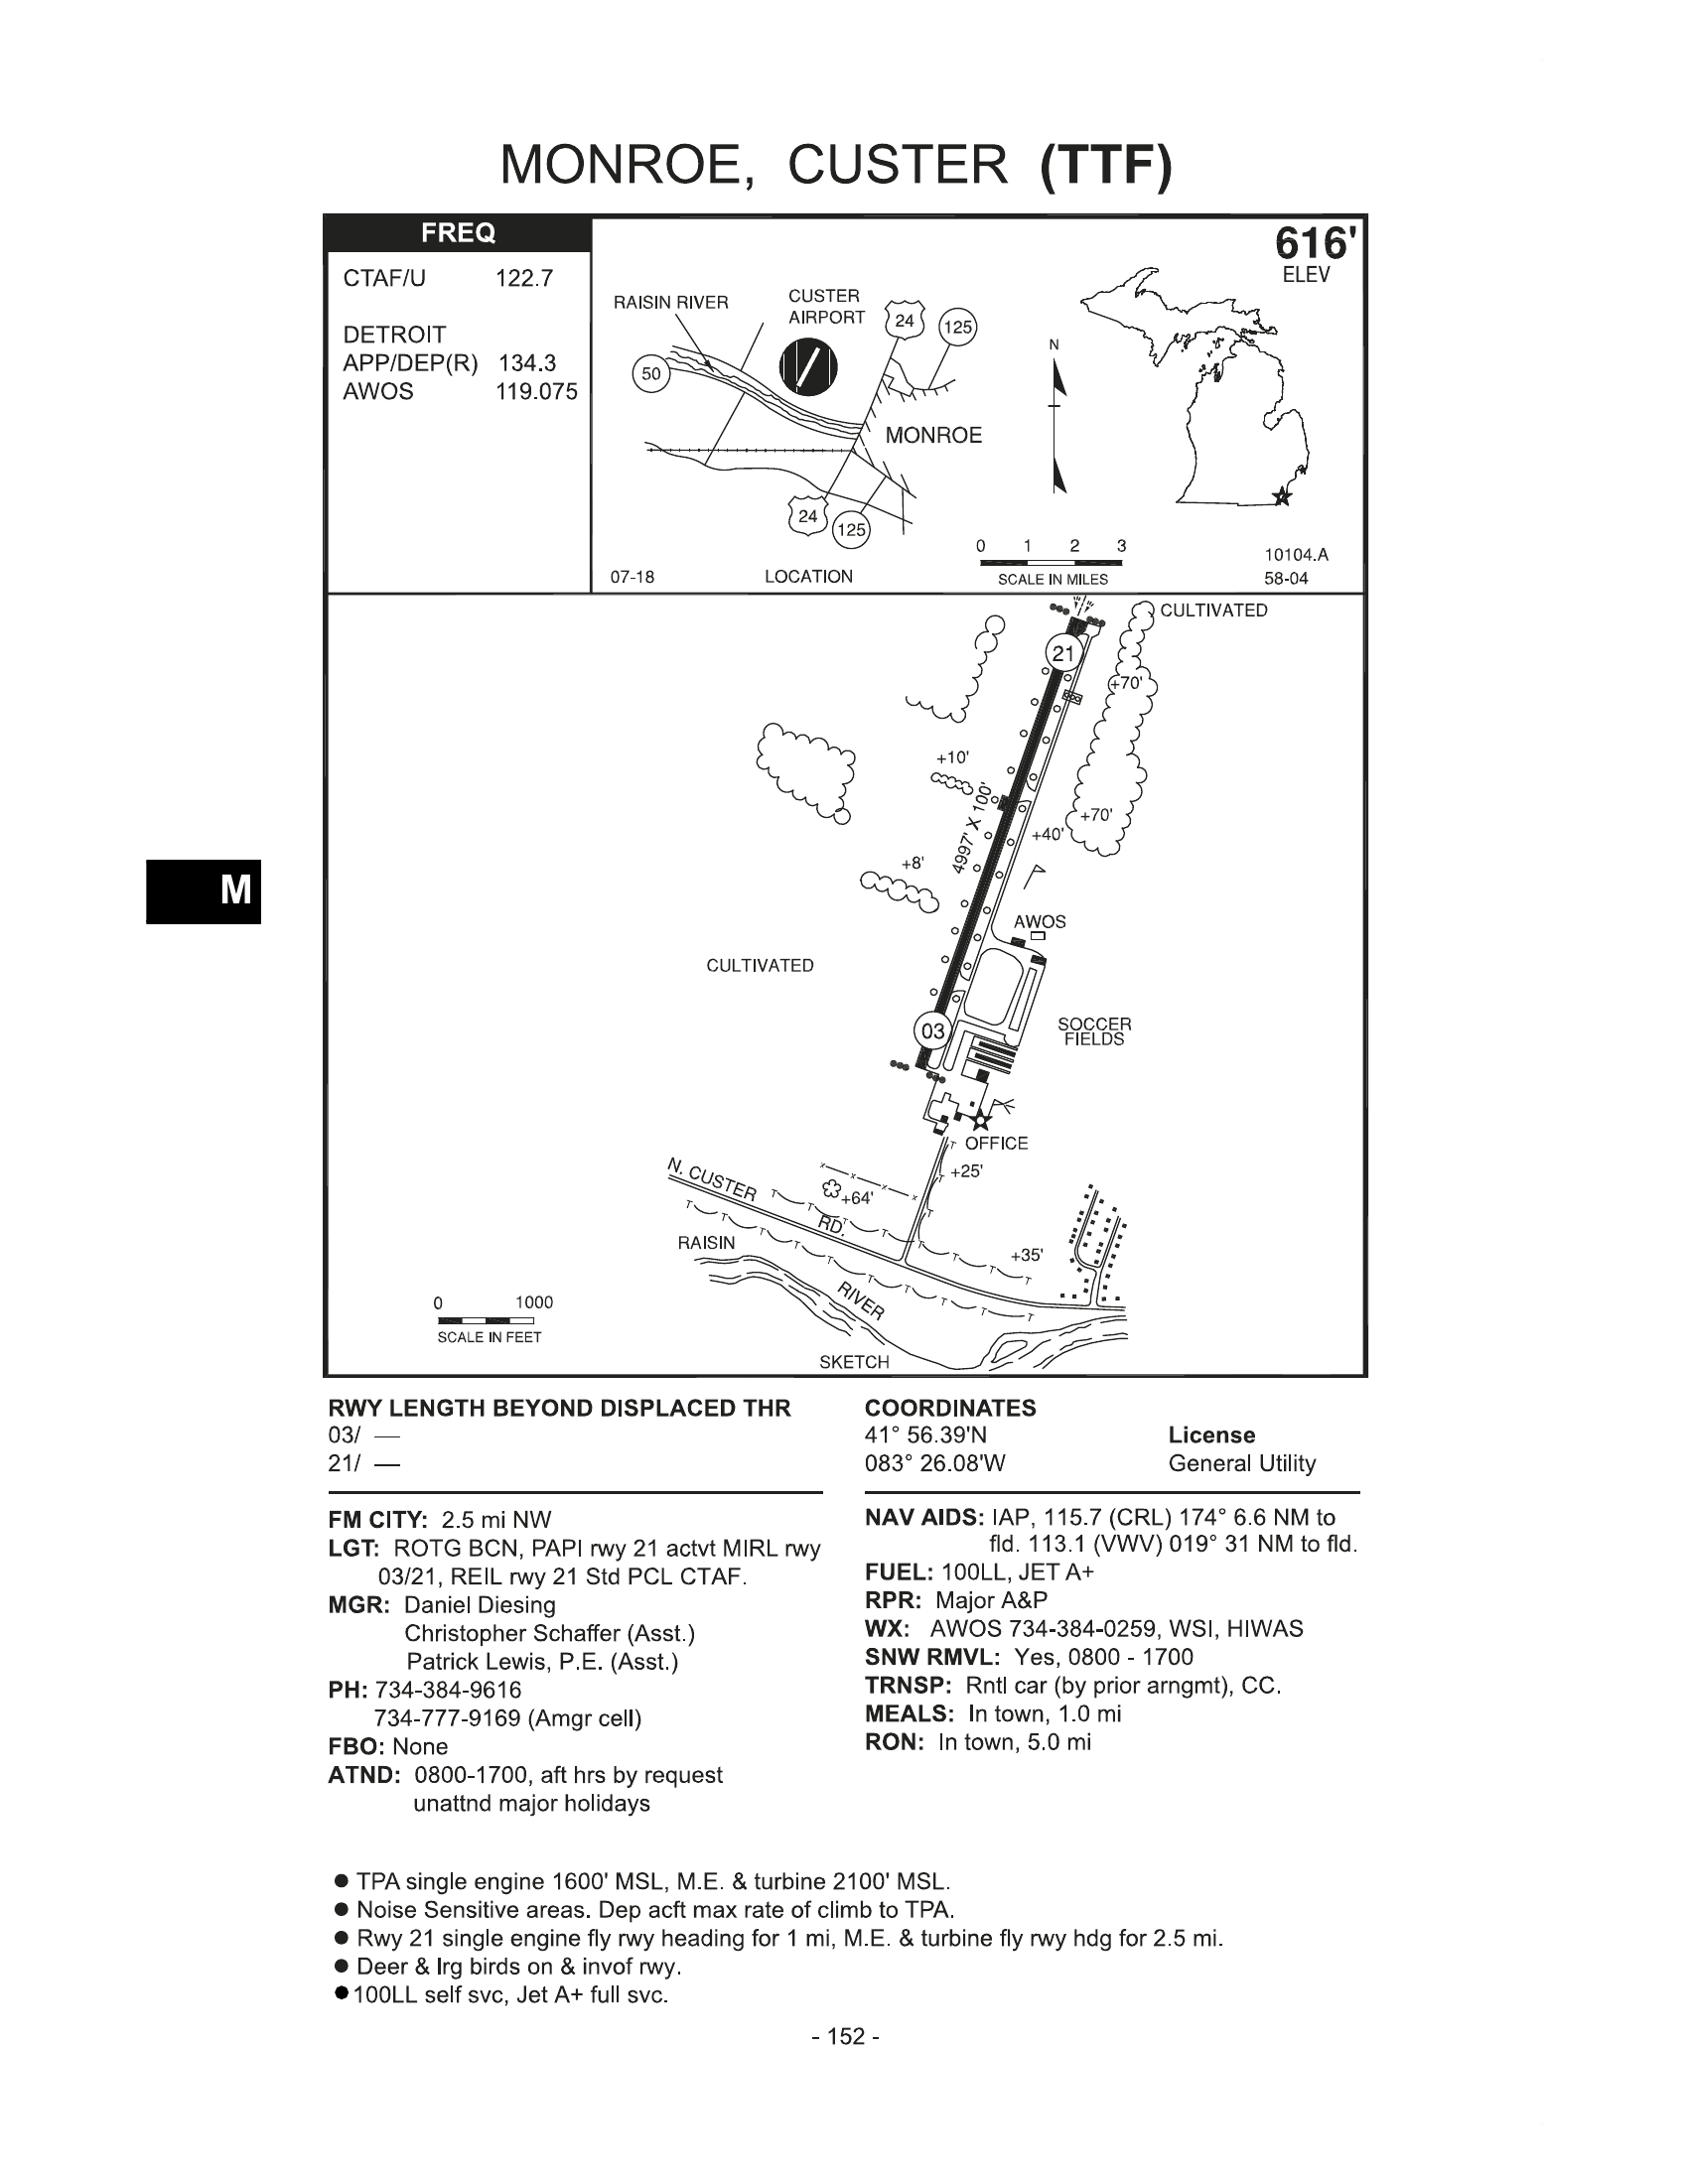 MONROE, CUSTER (TTF)
FREQ
CTAF/U 122.7
DETROIT
APP/DEP(R) 134.3
AWOS 119.075
616'
ELEV
RAISIN RIVER
CUSTER
AIRPORT
24
125
50
N
MONROE
24
125
0 1 2 3
SCALE IN MILES
10104.A
58-04
07-18
LOCATION
CULTIVATED
21
+70'
+10'
4997' X 100'
+70'
+40'
+8'
AWOS
CULTIVATED
03
SOCCER
FIELDS
M
OFFICE
+25'
N. CUSTER RD.
+64'
RAISIN RIVER
+35'
0 1000
SCALE IN FEET
SKETCH
RWY LENGTH BEYOND DISPLACED THR
03/ —
21/ —
COORDINATES
41° 56.39'N
083° 26.08'W
License
General Utility
FM CITY: 2.5 mi NW
LGT: ROTG BCN, PAPI rwy 21 actvt MIRL rwy
03/21, REIL rwy 21 Std PCL CTAF.
MGR: Daniel Diesing
Christopher Schaffer (Asst.)
Patrick Lewis, P.E. (Asst.)
PH: 734-384-9616
734-777-9169 (Amgr cell)
FBO: None
ATND: 0800-1700, aft hrs by request
unattnd major holidays
NAV AIDS: IAP, 115.7 (CRL) 174° 6.6 NM to
fld. 113.1 (VWV) 019° 31 NM to fld.
FUEL: 100LL, JET A+
RPR: Major A&P
WX: AWOS 734-384-0259, WSI, HIWAS
SNW RMVL: Yes, 0800 - 1700
TRNSP: Rntl car (by prior arngmt), CC.
MEALS: In town, 1.0 mi
RON: In town, 5.0 mi
● TPA single engine 1600' MSL, M.E. & turbine 2100' MSL.
● Noise Sensitive areas. Dep acft max rate of climb to TPA.
● Rwy 21 single engine fly rwy heading for 1 mi, M.E. & turbine fly rwy hdg for 2.5 mi.
● Deer & lrg birds on & invof rwy.
● 100LL self svc, Jet A+ full svc.
- 152 -